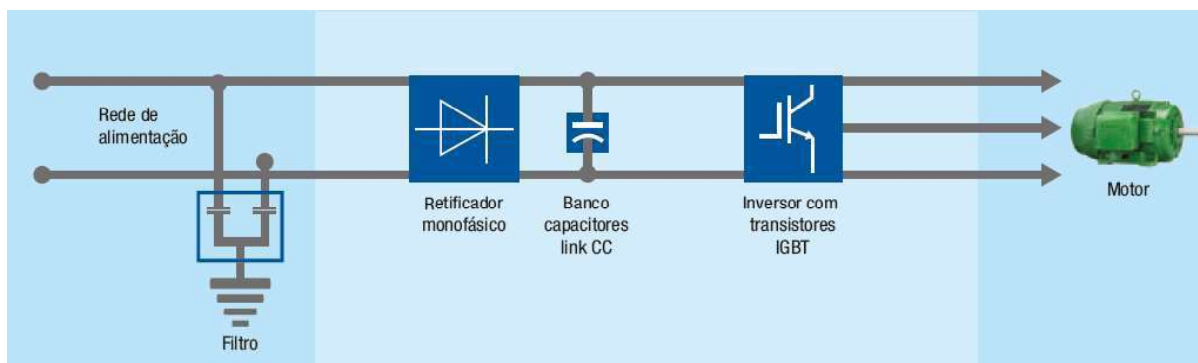 Rede de
alimentação
Filtro
Retificador
monofásico
Banco
capacitores
link CC
Inversor com
transistores
IGBT
Motor